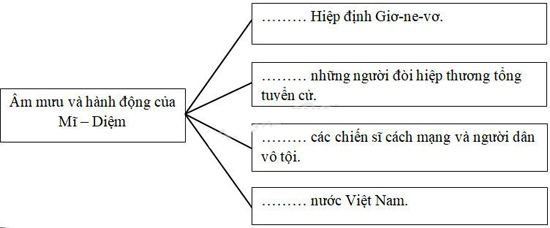 Âm mưu và hành động của
Mĩ – Diệm
……… Hiệp định Giơ-ne-vơ.
……… những người đòi hiệp thương tổng
tuyển cử.
……… các chiến sĩ cách mạng và người dân
vô tội.
……… nước Việt Nam.